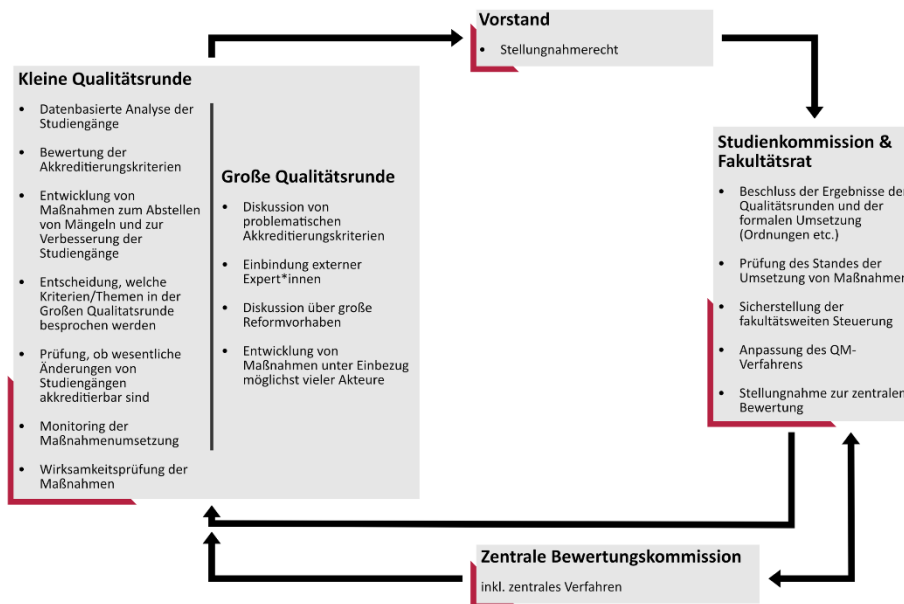 Vorstand
• Stellungnahmerecht
Kleine Qualitätsrunde
• Datenbasierte Analyse der
Studiengänge
• Bewertung der
Akkreditierungskriterien
• Entwicklung von
Maßnahmen zum Abstellen
von Mängeln und zur
Verbesserung der
Studiengänge
• Entscheidung, welche
Kriterien/Themen in der
Großen Qualitatsrunde
besprochen werden
• Prüfung, ob wesentliche
Änderungen von
Studiengängen
akkreditierbar sind
• Monitoring der
Maßnahmenumsetzung
• Wirksamkeitsprüfung der
Maßnahmen
Große Qualitätsrunde
• Diskussion von
problematischen
Akkreditierungskriterien
• Einbindung externer
Expert*innen
• Diskussion über große
Reformvorhaben
• Entwicklung von
Maßnahmen unter Einbezug
möglichst vieler Akteure
Studienkommission &
Fakultätsrat
• Beschluss der Ergebnisse der
Qualitätsrunden und der
formalen Umsetzung
(Ordnungen etc.)
• Prüfung des Standes der
Umsetzung von Maßnahmen
• Sicherstellung der
fakultätsweiten Steuerung
• Anpassung des QM-
Verfahrens
• Stellungnahme zur zentralen
Bewertung
Zentrale Bewertungskommission
inkl. zentrales Verfahren